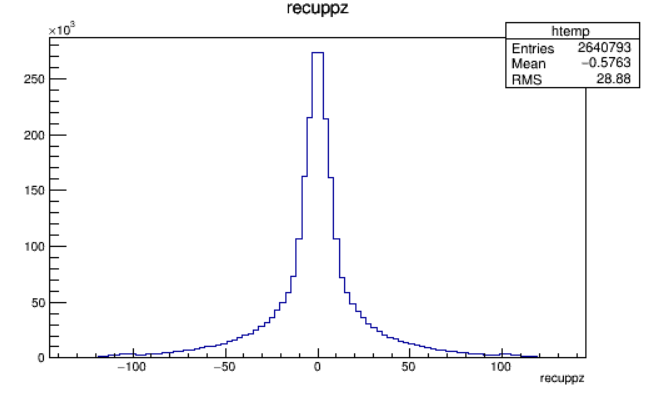 recuppz
×10³
htemp
Entries 2640793
Mean −0.5763
RMS 28.88
250
200
150
100
50
0
−100 −50 0 50 100
recuppz